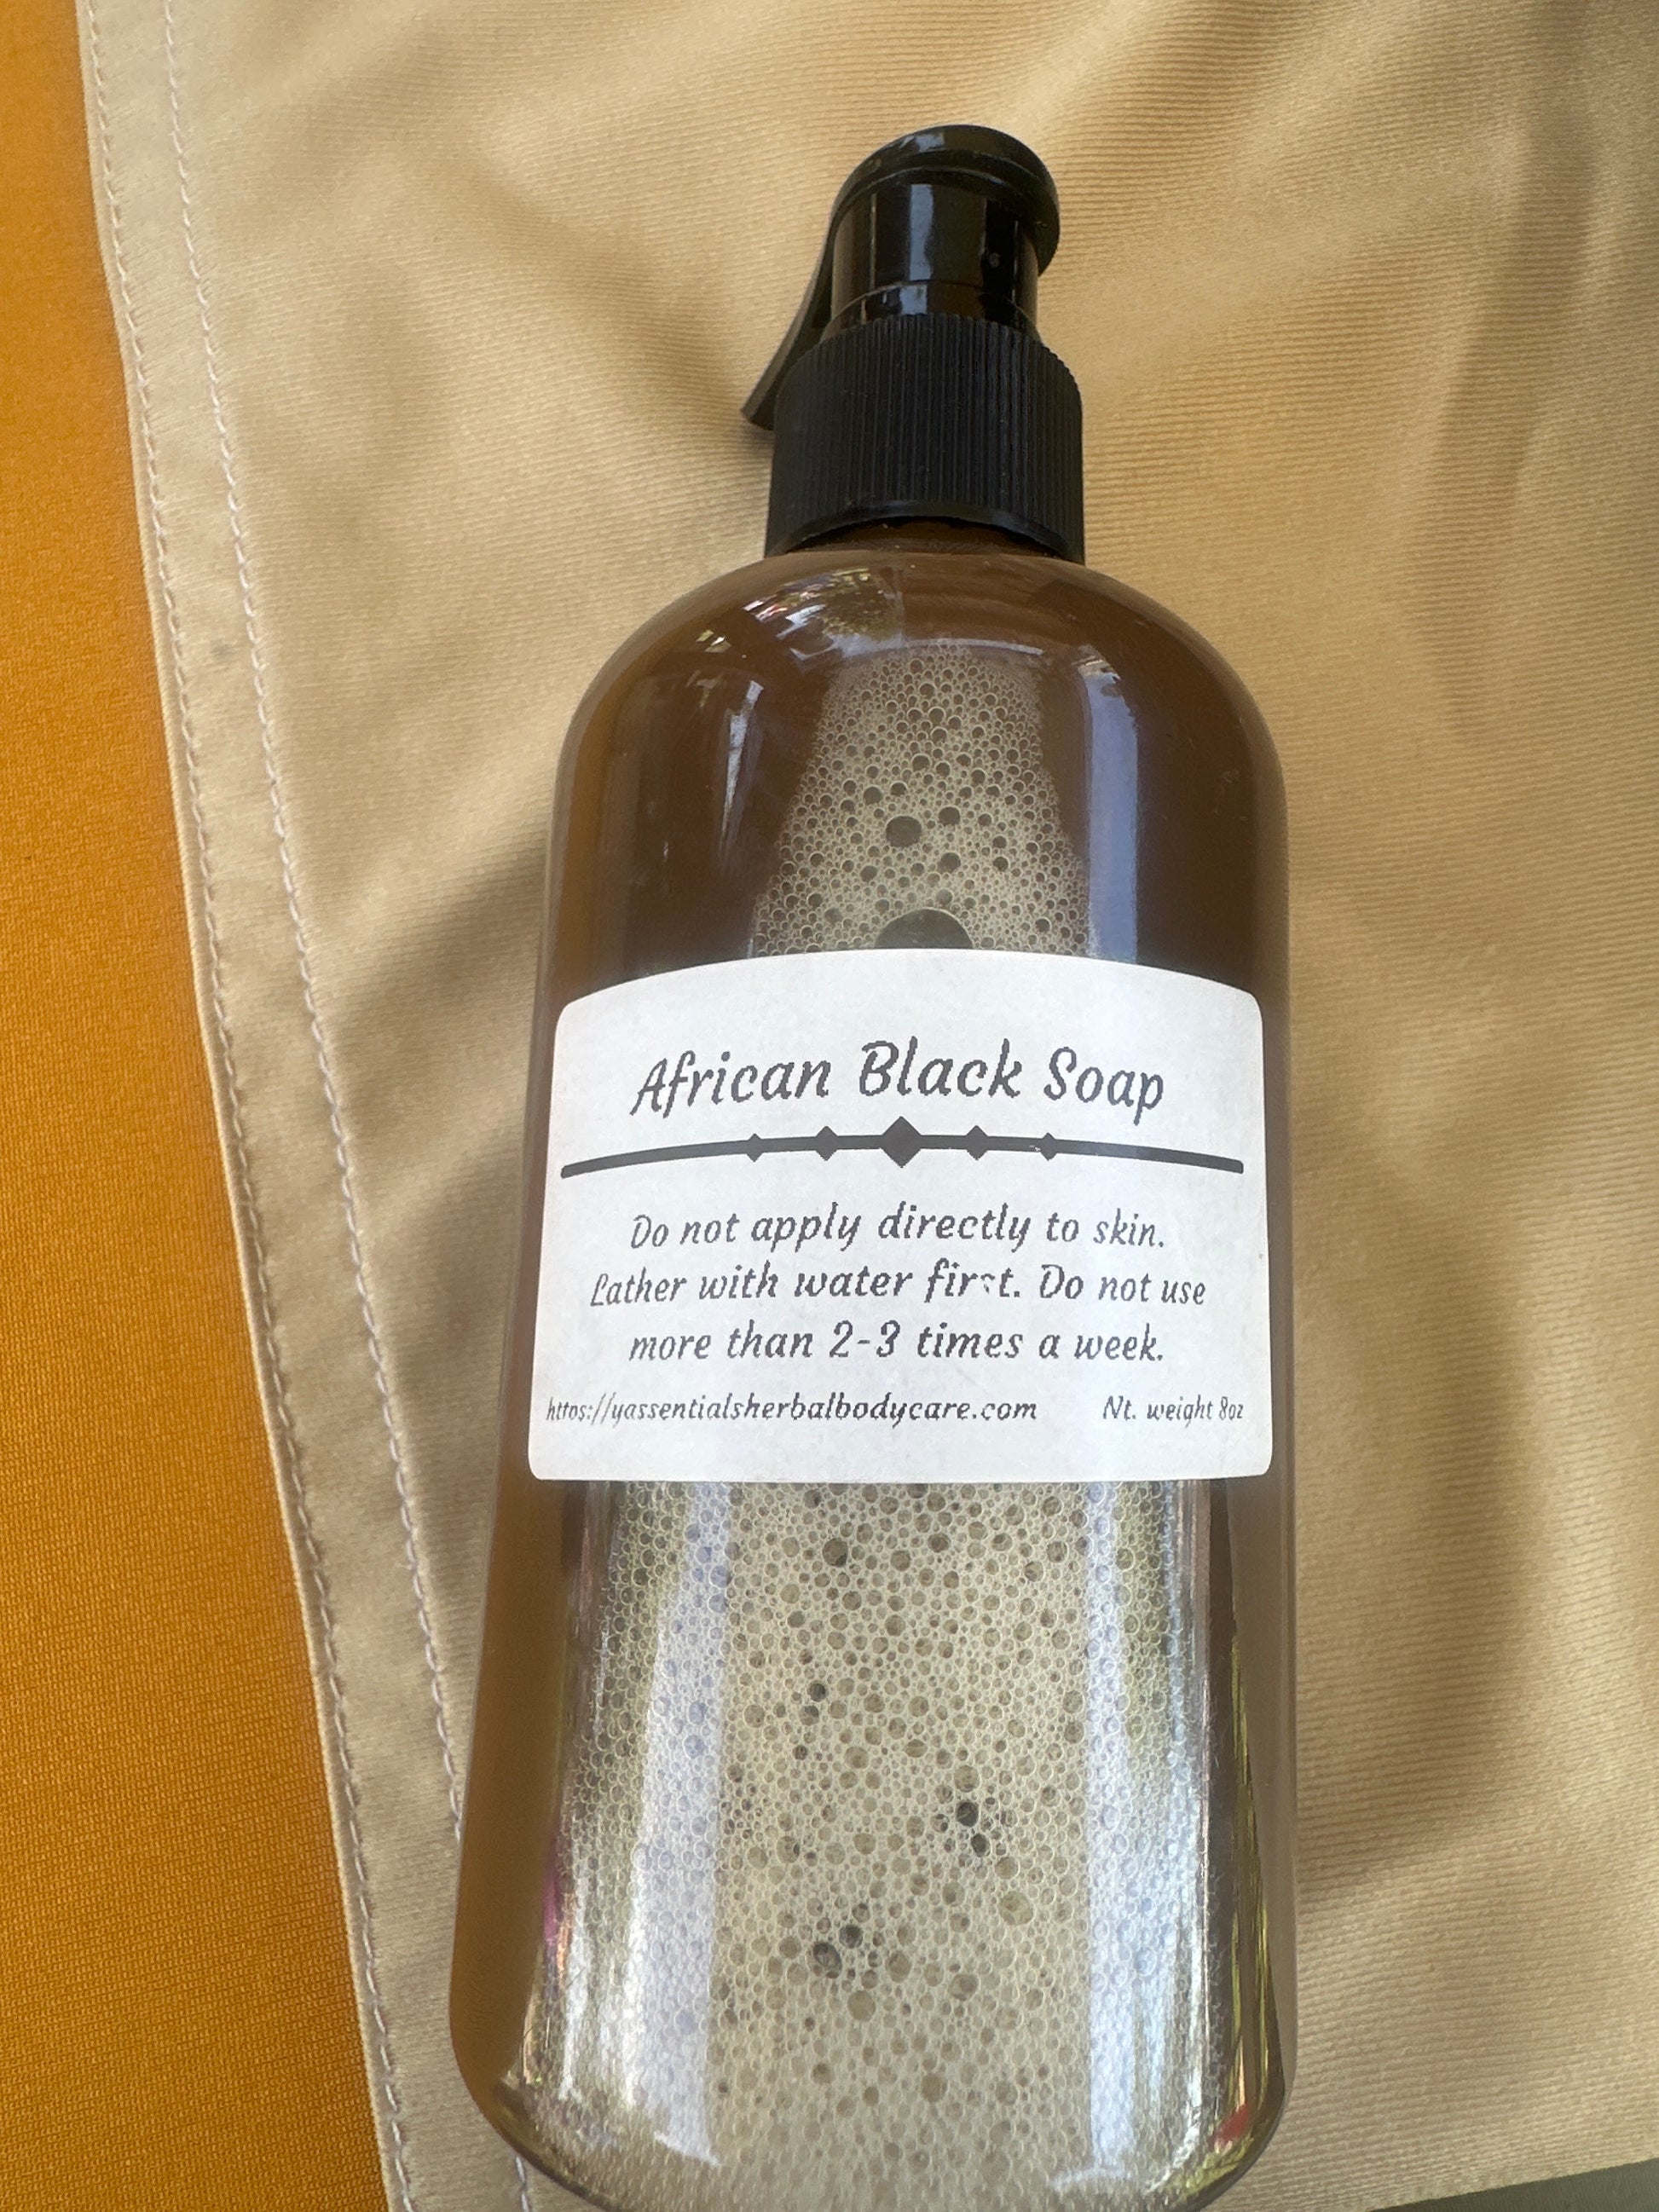 African Black Soap
Do not apply directly to skin.
Lather with water first. Do not use
more than 2-3 times a week.
https://yassentialsherbalbodycare.com Nt. weight 8oz